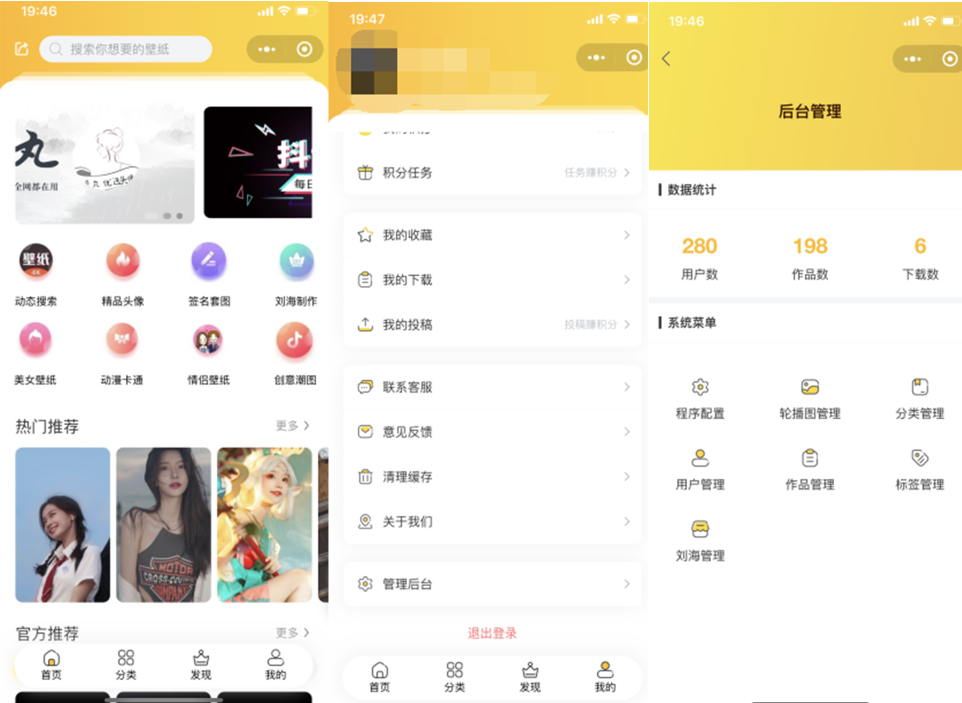 19:46
搜索你想要的壁纸
丸
全网都在用
丸 优选头像
抖
每日
壁纸
4K
动态搜索
精品头像
签名套图
刘海制作
美女壁纸
动漫卡通
情侣壁纸
创意潮图
热门推荐
更多
MOTOR
CROSS-COUNTRY
COMPANY
官方推荐
更多
首页
分类
发现
我的
19:47
积分任务
任务赚积分
我的收藏
我的下载
我的投稿
投稿赚积分
联系客服
意见反馈
清理缓存
关于我们
管理后台
退出登录
首页
分类
发现
我的
19:46
后台管理
数据统计
280
198
6
用户数
作品数
下载数
系统菜单
程序配置
轮播图管理
分类管理
用户管理
作品管理
标签管理
刘海管理